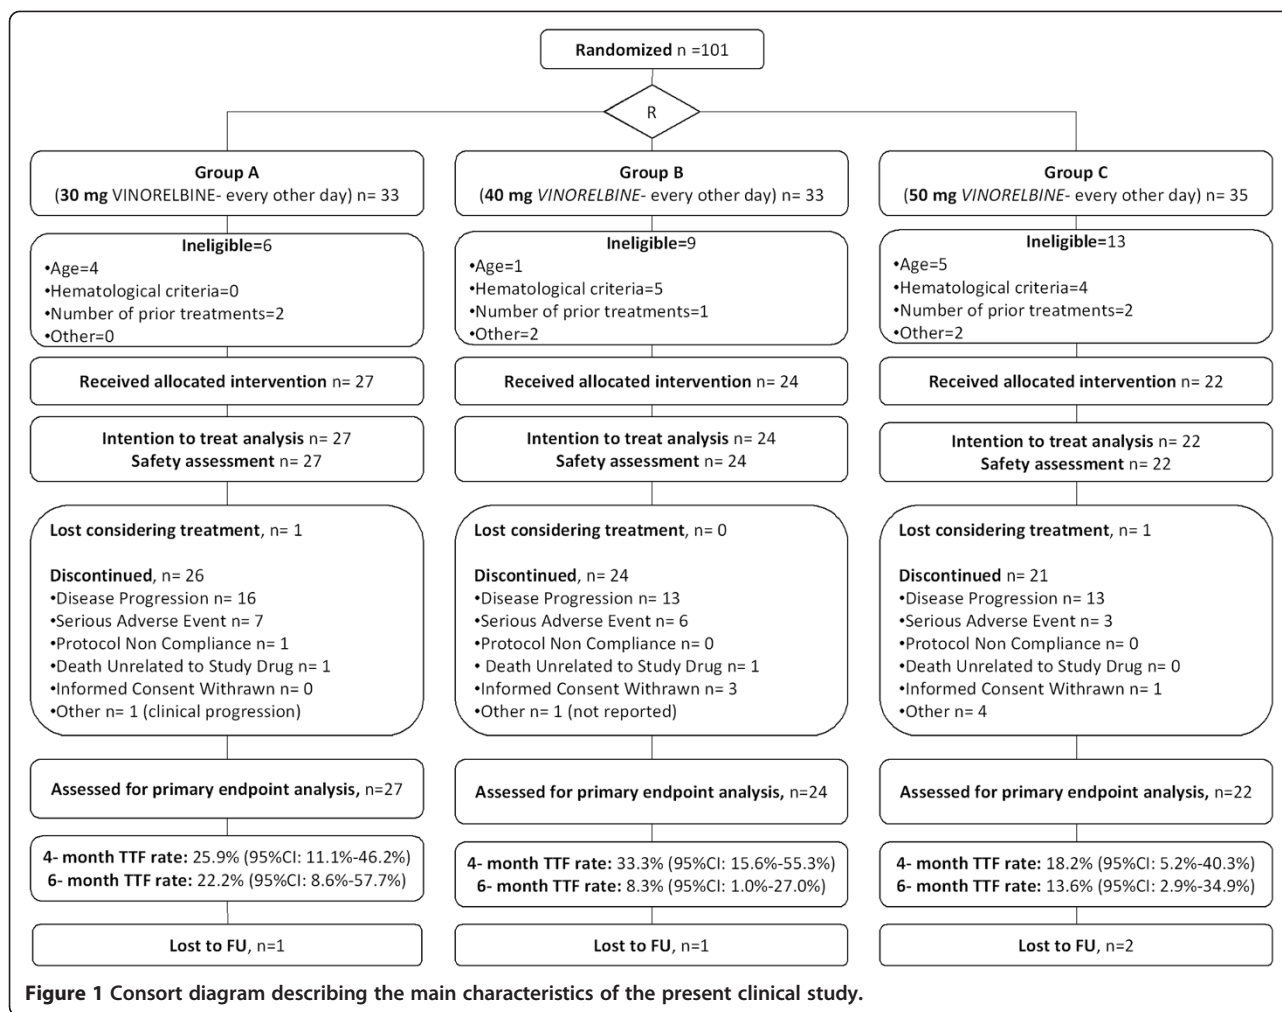 Randomized n =101
R
Group A
(30 mg VINORELBINE- every other day) n= 33
Ineligible=6
•Age=4
•Hematological criteria=0
•Number of prior treatments=2
•Other=0
Received allocated intervention n= 27
Intention to treat analysis n= 27
Safety assessment n= 27
Lost considering treatment, n= 1
Discontinued, n= 26
•Disease Progression n= 16
•Serious Adverse Event n= 7
•Protocol Non Compliance n= 1
•Death Unrelated to Study Drug n= 1
•Informed Consent Withrawn n= 0
•Other n= 1 (clinical progression)
Assessed for primary endpoint analysis, n=27
4- month TTF rate: 25.9% (95%CI: 11.1%-46.2%)
6- month TTF rate: 22.2% (95%CI: 8.6%-57.7%)
Lost to FU, n=1
Group B
(40 mg VINORELBINE- every other day) n= 33
Ineligible=9
•Age=1
•Hematological criteria=5
•Number of prior treatments=1
•Other=2
Received allocated intervention n= 24
Intention to treat analysis n= 24
Safety assessment n= 24
Lost considering treatment, n= 0
Discontinued, n= 24
•Disease Progression n= 13
•Serious Adverse Event n= 6
•Protocol Non Compliance n= 0
• Death Unrelated to Study Drug n= 1
•Informed Consent Withrawn n= 3
•Other n= 1 (not reported)
Assessed for primary endpoint analysis, n=24
4- month TTF rate: 33.3% (95%CI: 15.6%-55.3%)
6- month TTF rate: 8.3% (95%CI: 1.0%-27.0%)
Lost to FU, n=1
Group C
(50 mg VINORELBINE- every other day) n= 35
Ineligible=13
•Age=5
•Hematological criteria=4
•Number of prior treatments=2
•Other=2
Received allocated intervention n= 22
Intention to treat analysis n= 22
Safety assessment n= 22
Lost considering treatment, n= 1
Discontinued n= 21
•Disease Progression n= 13
•Serious Adverse Event n= 3
•Protocol Non Compliance n= 0
•Death Unrelated to Study Drug n= 0
•Informed Consent Withrawn n= 1
•Other n= 4
Assessed for primary endpoint analysis, n=22
4- month TTF rate: 18.2% (95%CI: 5.2%-40.3%)
6- month TTF rate: 13.6% (95%CI: 2.9%-34.9%)
Lost to FU, n=2
Figure 1 Consort diagram describing the main characteristics of the present clinical study.